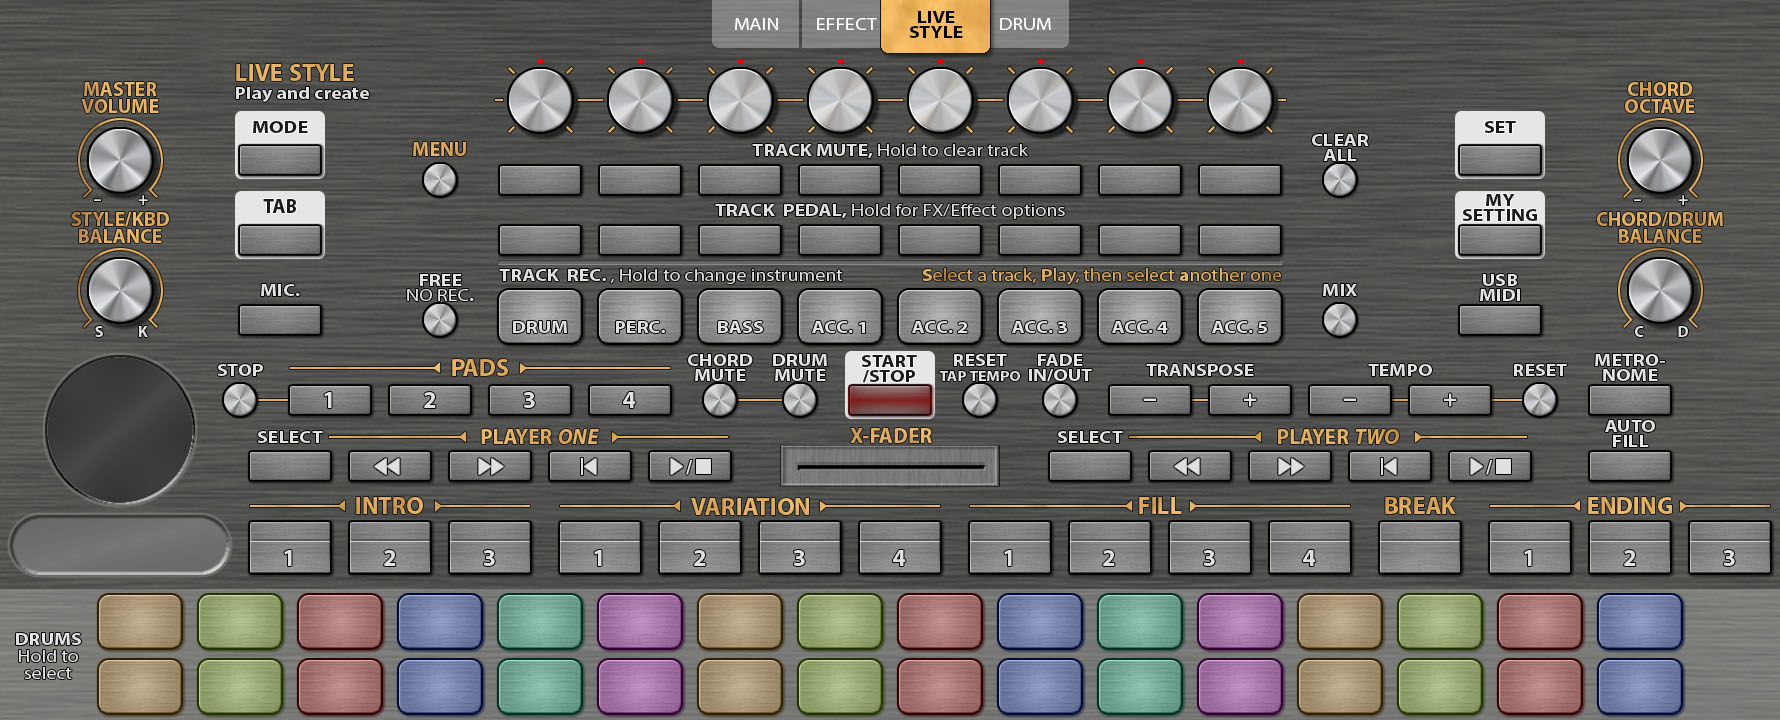 MAIN
EFFECT
LIVE
STYLE
DRUM
MASTER
VOLUME
- +
STYLE/KBD
BALANCE
S K
LIVE STYLE
Play and create
MODE
TAB
MIC.
MENU
FREE
NO REC.
TRACK MUTE, Hold to clear track
TRACK PEDAL, Hold for FX/Effect options
TRACK REC. , Hold to change instrument
Select a track, Play, then select another one
DRUM
PERC.
BASS
ACC. 1
ACC. 2
ACC. 3
ACC. 4
ACC. 5
CLEAR
ALL
MIX
SET
MY
SETTING
USB
MIDI
CHORD
OCTAVE
- +
CHORD/DRUM
BALANCE
C D
STOP
PADS
1
2
3
4
CHORD
MUTE
DRUM
MUTE
START
/STOP
RESET
TAP TEMPO
FADE
IN/OUT
TRANSPOSE
- +
TEMPO
- +
RESET
METRO-
NOME
SELECT
PLAYER ONE
/
X-FADER
SELECT
PLAYER TWO
/
AUTO
FILL
INTRO
1
2
3
VARIATION
1
2
3
4
FILL
1
2
3
4
BREAK
ENDING
1
2
3
DRUMS
Hold to
select